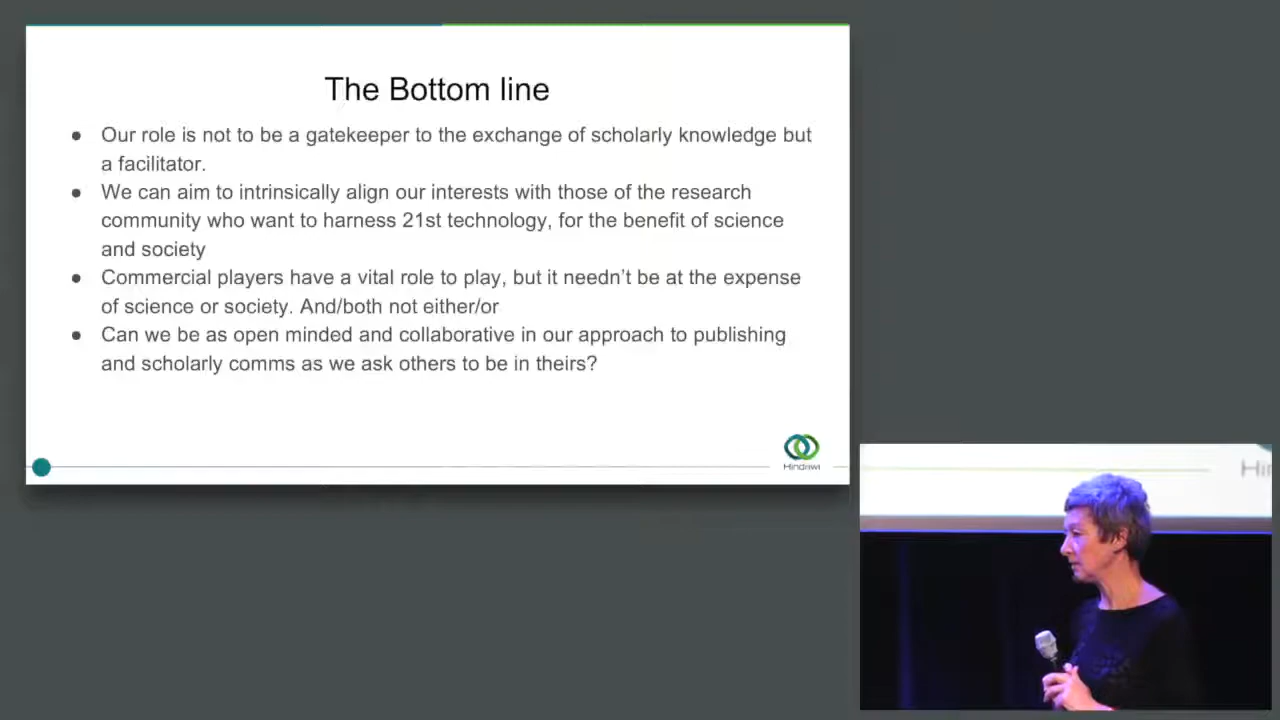 The Bottom line
● Our role is not to be a gatekeeper to the exchange of scholarly knowledge but
a facilitator.
● We can aim to intrinsically align our interests with those of the research
community who want to harness 21st technology, for the benefit of science
and society
● Commercial players have a vital role to play, but it needn't be at the expense
of science or society. And/both not either/or
● Can we be as open minded and collaborative in our approach to publishing
and scholarly comms as we ask others to be in theirs?
Hindawi
Hi